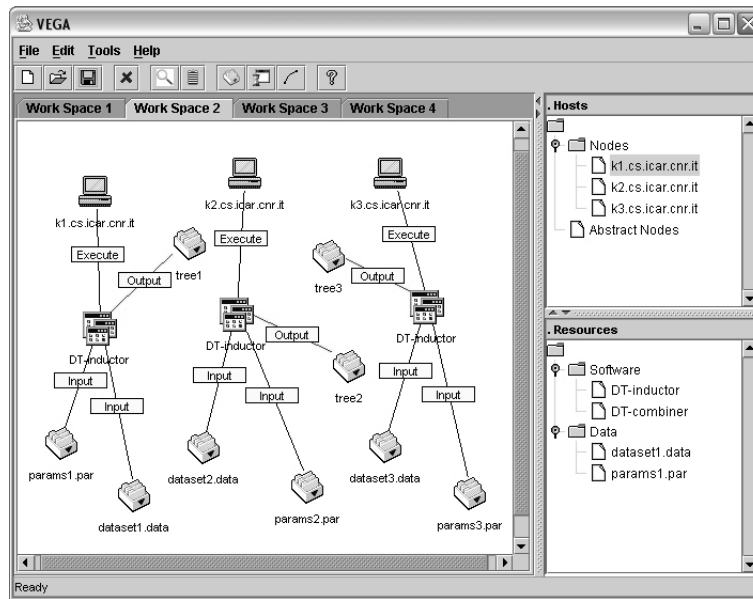 VEGA
File Edit Tools Help
Work Space 1 Work Space 2 Work Space 3 Work Space 4
k1.cs.icar.cnr.it
k2.cs.icar.cnr.it
k3.cs.icar.cnr.it
Execute
Execute
Execute
tree1
Output
tree3
Output
DT-inductor
DT-inductor
Output
DT-inductor
tree2
Input
Input
Input
Input
Input
Input
params1.par
dataset1.data
dataset2.data
params2.par
dataset3.data
params3.par
. Hosts
Nodes
k1.cs.icar.cnr.it
k2.cs.icar.cnr.it
k3.cs.icar.cnr.it
Abstract Nodes
. Resources
Software
DT-inductor
DT-combiner
Data
dataset1.data
params1.par
Ready